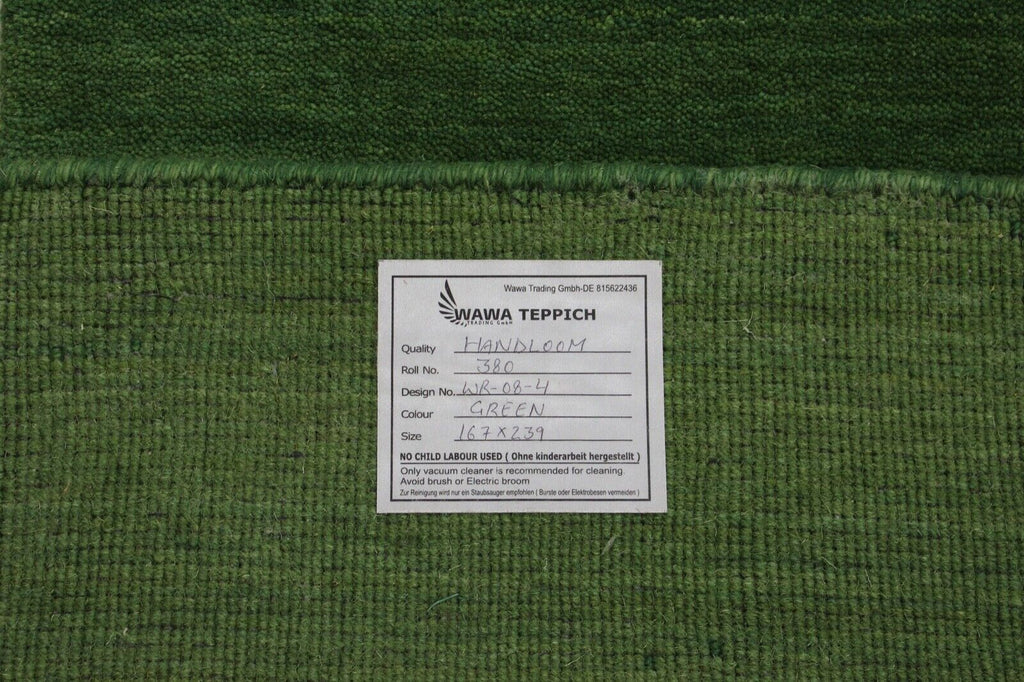 Wawa Trading Gmbh-DE 815622436
WAWA TEPPICH
TRADING GmbH
Quality HANDLOOM
Roll No. 380
Design No. WR-08-4
Colour GREEN
Size 167x239
NO CHILD LABOUR USED ( Ohne kinderarbeit hergestellt )
Only vacuum cleaner is recommended for cleaning.
Avoid brush or Electric broom
Zur Reinigung wird nur ein Staubsauger empfohlen ( Burste oder Elektrobesen vermeiden )